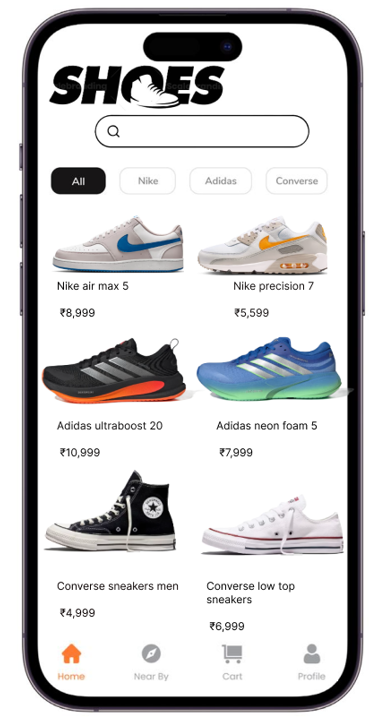 SHOES
All
Nike
Adidas
Converse
Nike air max 5
Nike precision 7
₹8,999
₹5,599
Adidas ultraboost 20
Adidas neon foam 5
₹10,999
₹7,999
Converse sneakers men
Converse low top
sneakers
₹4,999
₹6,999
Home
Near By
Cart
Profile